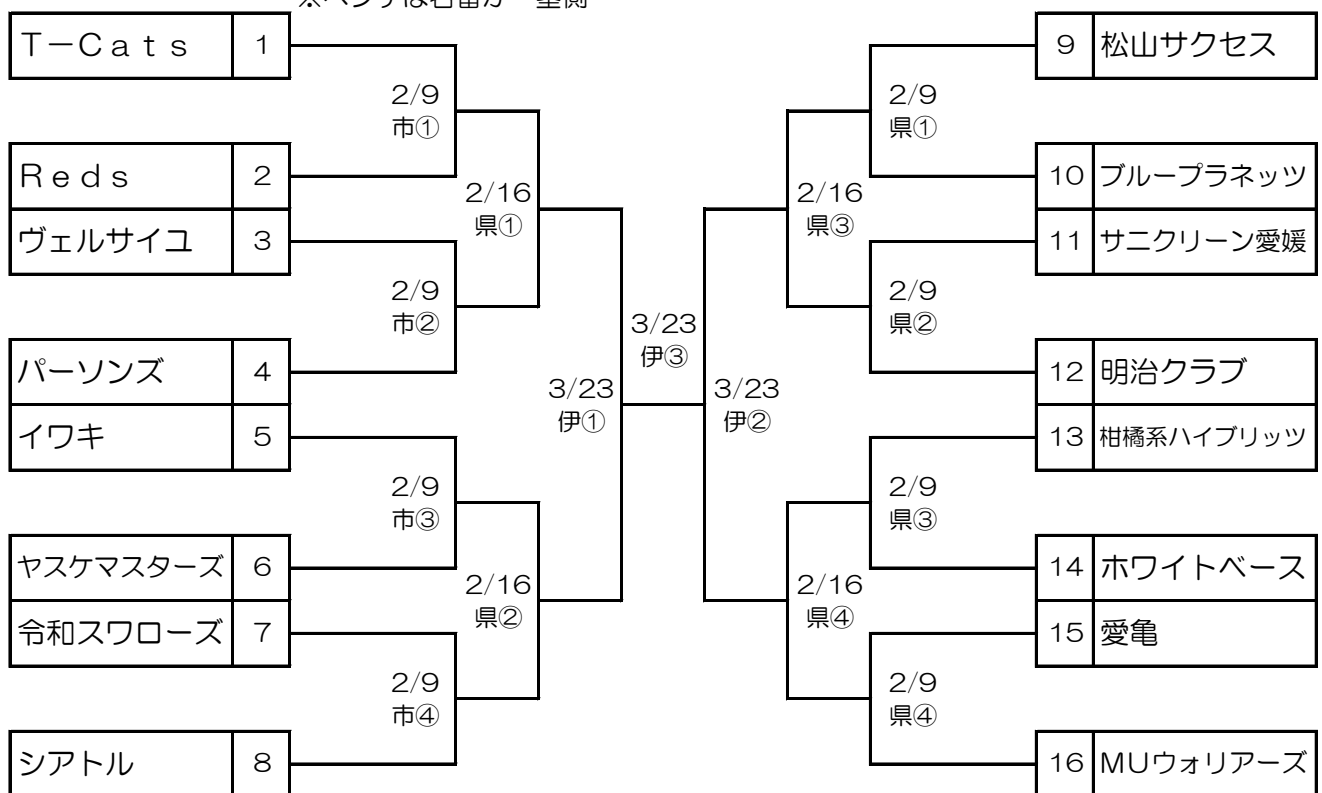 T－Cats 1
2/9
市①
Reds 2
ヴェルサイユ 3
2/16
県①
2/9
市②
パーソンズ 4
イワキ 5
3/23
伊①
2/9
市③
ヤスケマスターズ 6
令和スワローズ 7
2/16
県②
2/9
市④
シアトル 8
3/23
伊③
9 松山サクセス
2/9
県①
10 ブループラネッツ
11 サニクリーン愛媛
2/16
県③
2/9
県②
12 明治クラブ
13 柑橘系ハイブリッツ
3/23
伊②
2/9
県③
14 ホワイトベース
15 愛亀
2/16
県④
2/9
県④
16 MUウォリアーズ